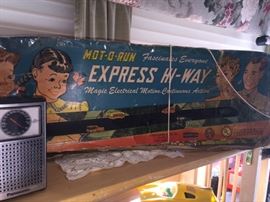 MOT-O-RUN Fascinates Everyone
EXPRESS HI-WAY
Magic Electrical Motion-Continuous Action